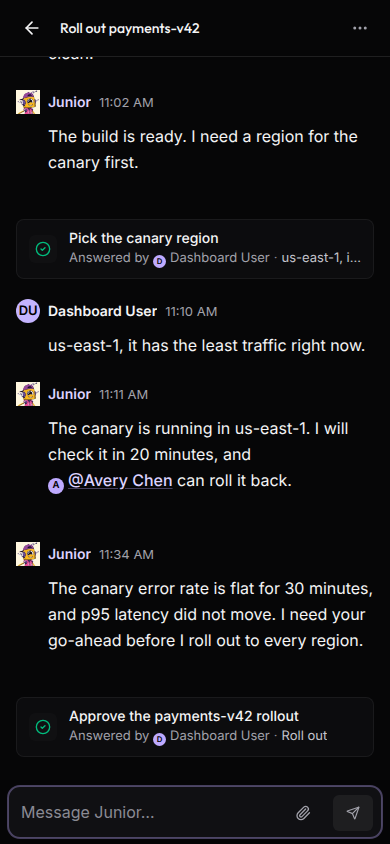 Roll out payments-v42
clean.
Junior 11:02 AM
The build is ready. I need a region for the
canary first.
Pick the canary region
Answered by D Dashboard User · us-east-1, i...
DU Dashboard User 11:10 AM
us-east-1, it has the least traffic right now.
Junior 11:11 AM
The canary is running in us-east-1. I will
check it in 20 minutes, and
A @Avery Chen can roll it back.
Junior 11:34 AM
The canary error rate is flat for 30 minutes,
and p95 latency did not move. I need your
go-ahead before I roll out to every region.
Approve the payments-v42 rollout
Answered by D Dashboard User · Roll out
Message Junior...